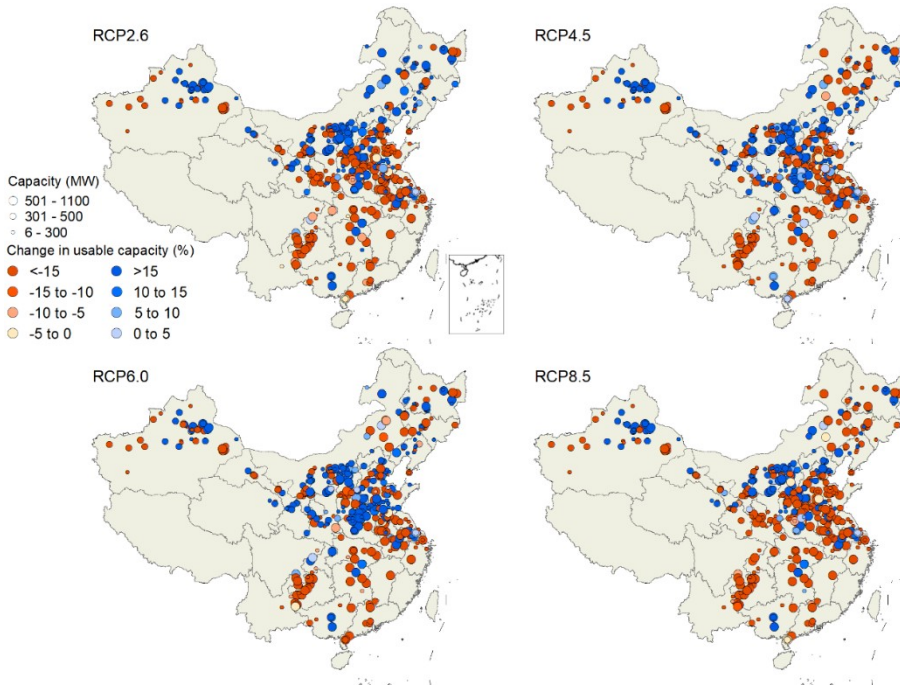 RCP2.6
RCP4.5
Capacity (MW)
501 - 1100
301 - 500
6 - 300
Change in usable capacity (%)
<-15
>15
-15 to -10
10 to 15
-10 to -5
5 to 10
-5 to 0
0 to 5
RCP6.0
RCP8.5